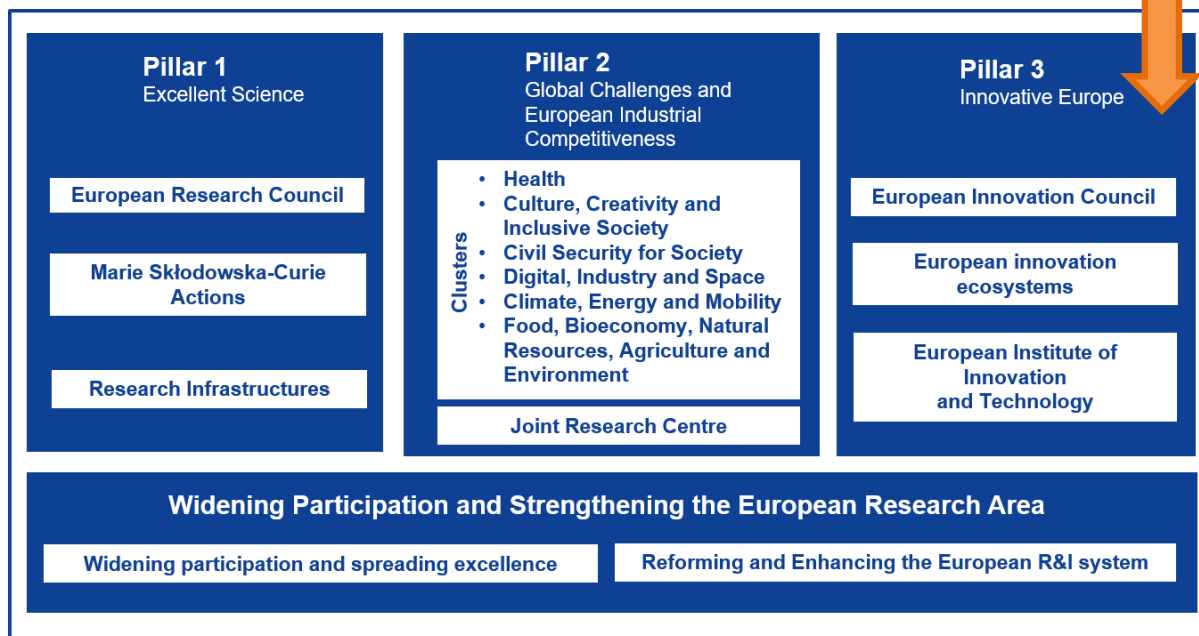 Pillar 1
Excellent Science
European Research Council
Marie Skłodowska-Curie
Actions
Research Infrastructures
Pillar 2
Global Challenges and
European Industrial
Competitiveness
Clusters
• Health
• Culture, Creativity and
Inclusive Society
• Civil Security for Society
• Digital, Industry and Space
• Climate, Energy and Mobility
• Food, Bioeconomy, Natural
Resources, Agriculture and
Environment
Joint Research Centre
Pillar 3
Innovative Europe
European Innovation Council
European innovation
ecosystems
European Institute of
Innovation
and Technology
Widening Participation and Strengthening the European Research Area
Widening participation and spreading excellence
Reforming and Enhancing the European R&I system